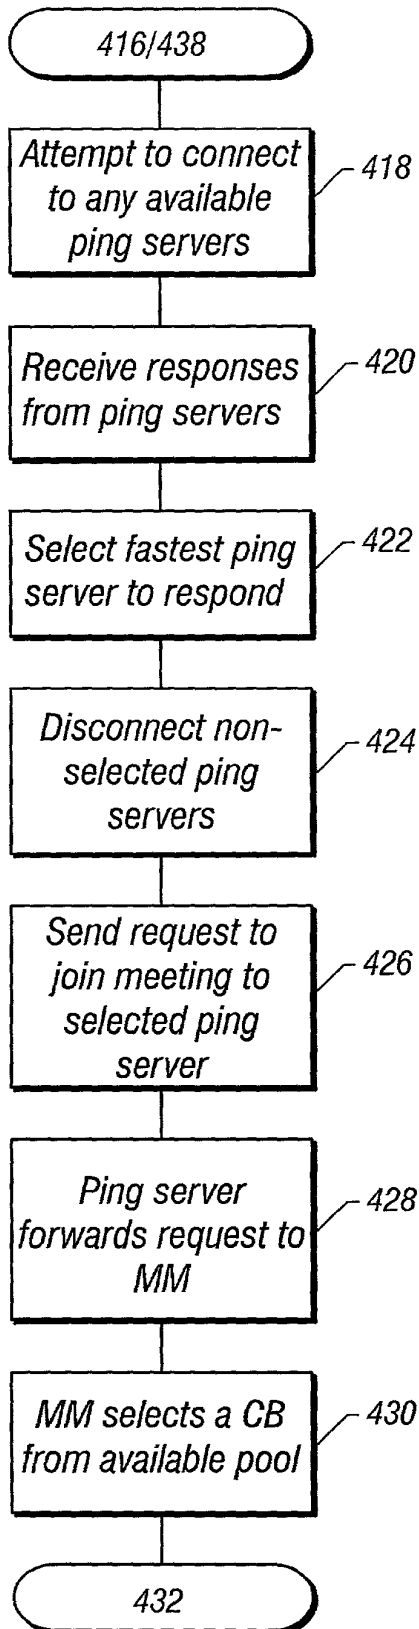 416/438
Attempt to connect
to any available
ping servers
418
Receive responses
from ping servers
420
Select fastest ping
server to respond
422
Disconnect non-
selected ping
servers
424
Send request to
join meeting to
selected ping
server
426
Ping server
forwards request to
MM
428
MM selects a CB
from available pool
430
432